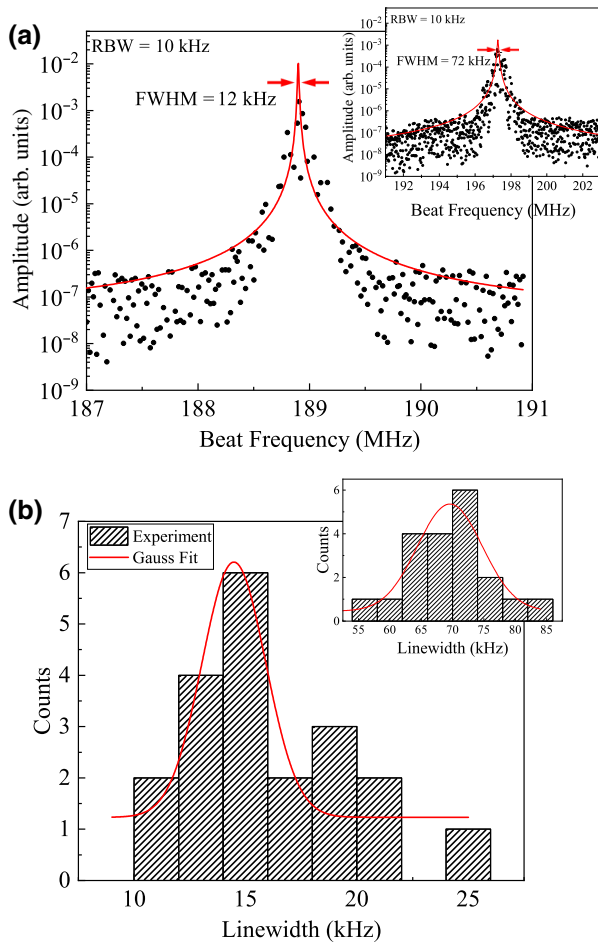 (a)
RBW = 10 kHz
FWHM = 12 kHz
Amplitude (arb. units)
10⁻²
10⁻³
10⁻⁴
10⁻⁵
10⁻⁶
10⁻⁷
10⁻⁸
10⁻⁹
187 188 189 190 191
Beat Frequency (MHz)
RBW = 10 kHz
FWHM = 72 kHz
Amplitude (arb. units)
10⁻¹
10⁻²
10⁻³
10⁻⁴
10⁻⁵
10⁻⁶
10⁻⁷
10⁻⁸
10⁻⁹
192 194 196 198 200 202
Beat Frequency (MHz)
(b)
Experiment
Gauss Fit
Counts
7
6
5
4
3
2
1
0
10 15 20 25
Linewidth (kHz)
Counts
6
4
2
55 60 65 70 75 80 85
Linewidth (kHz)